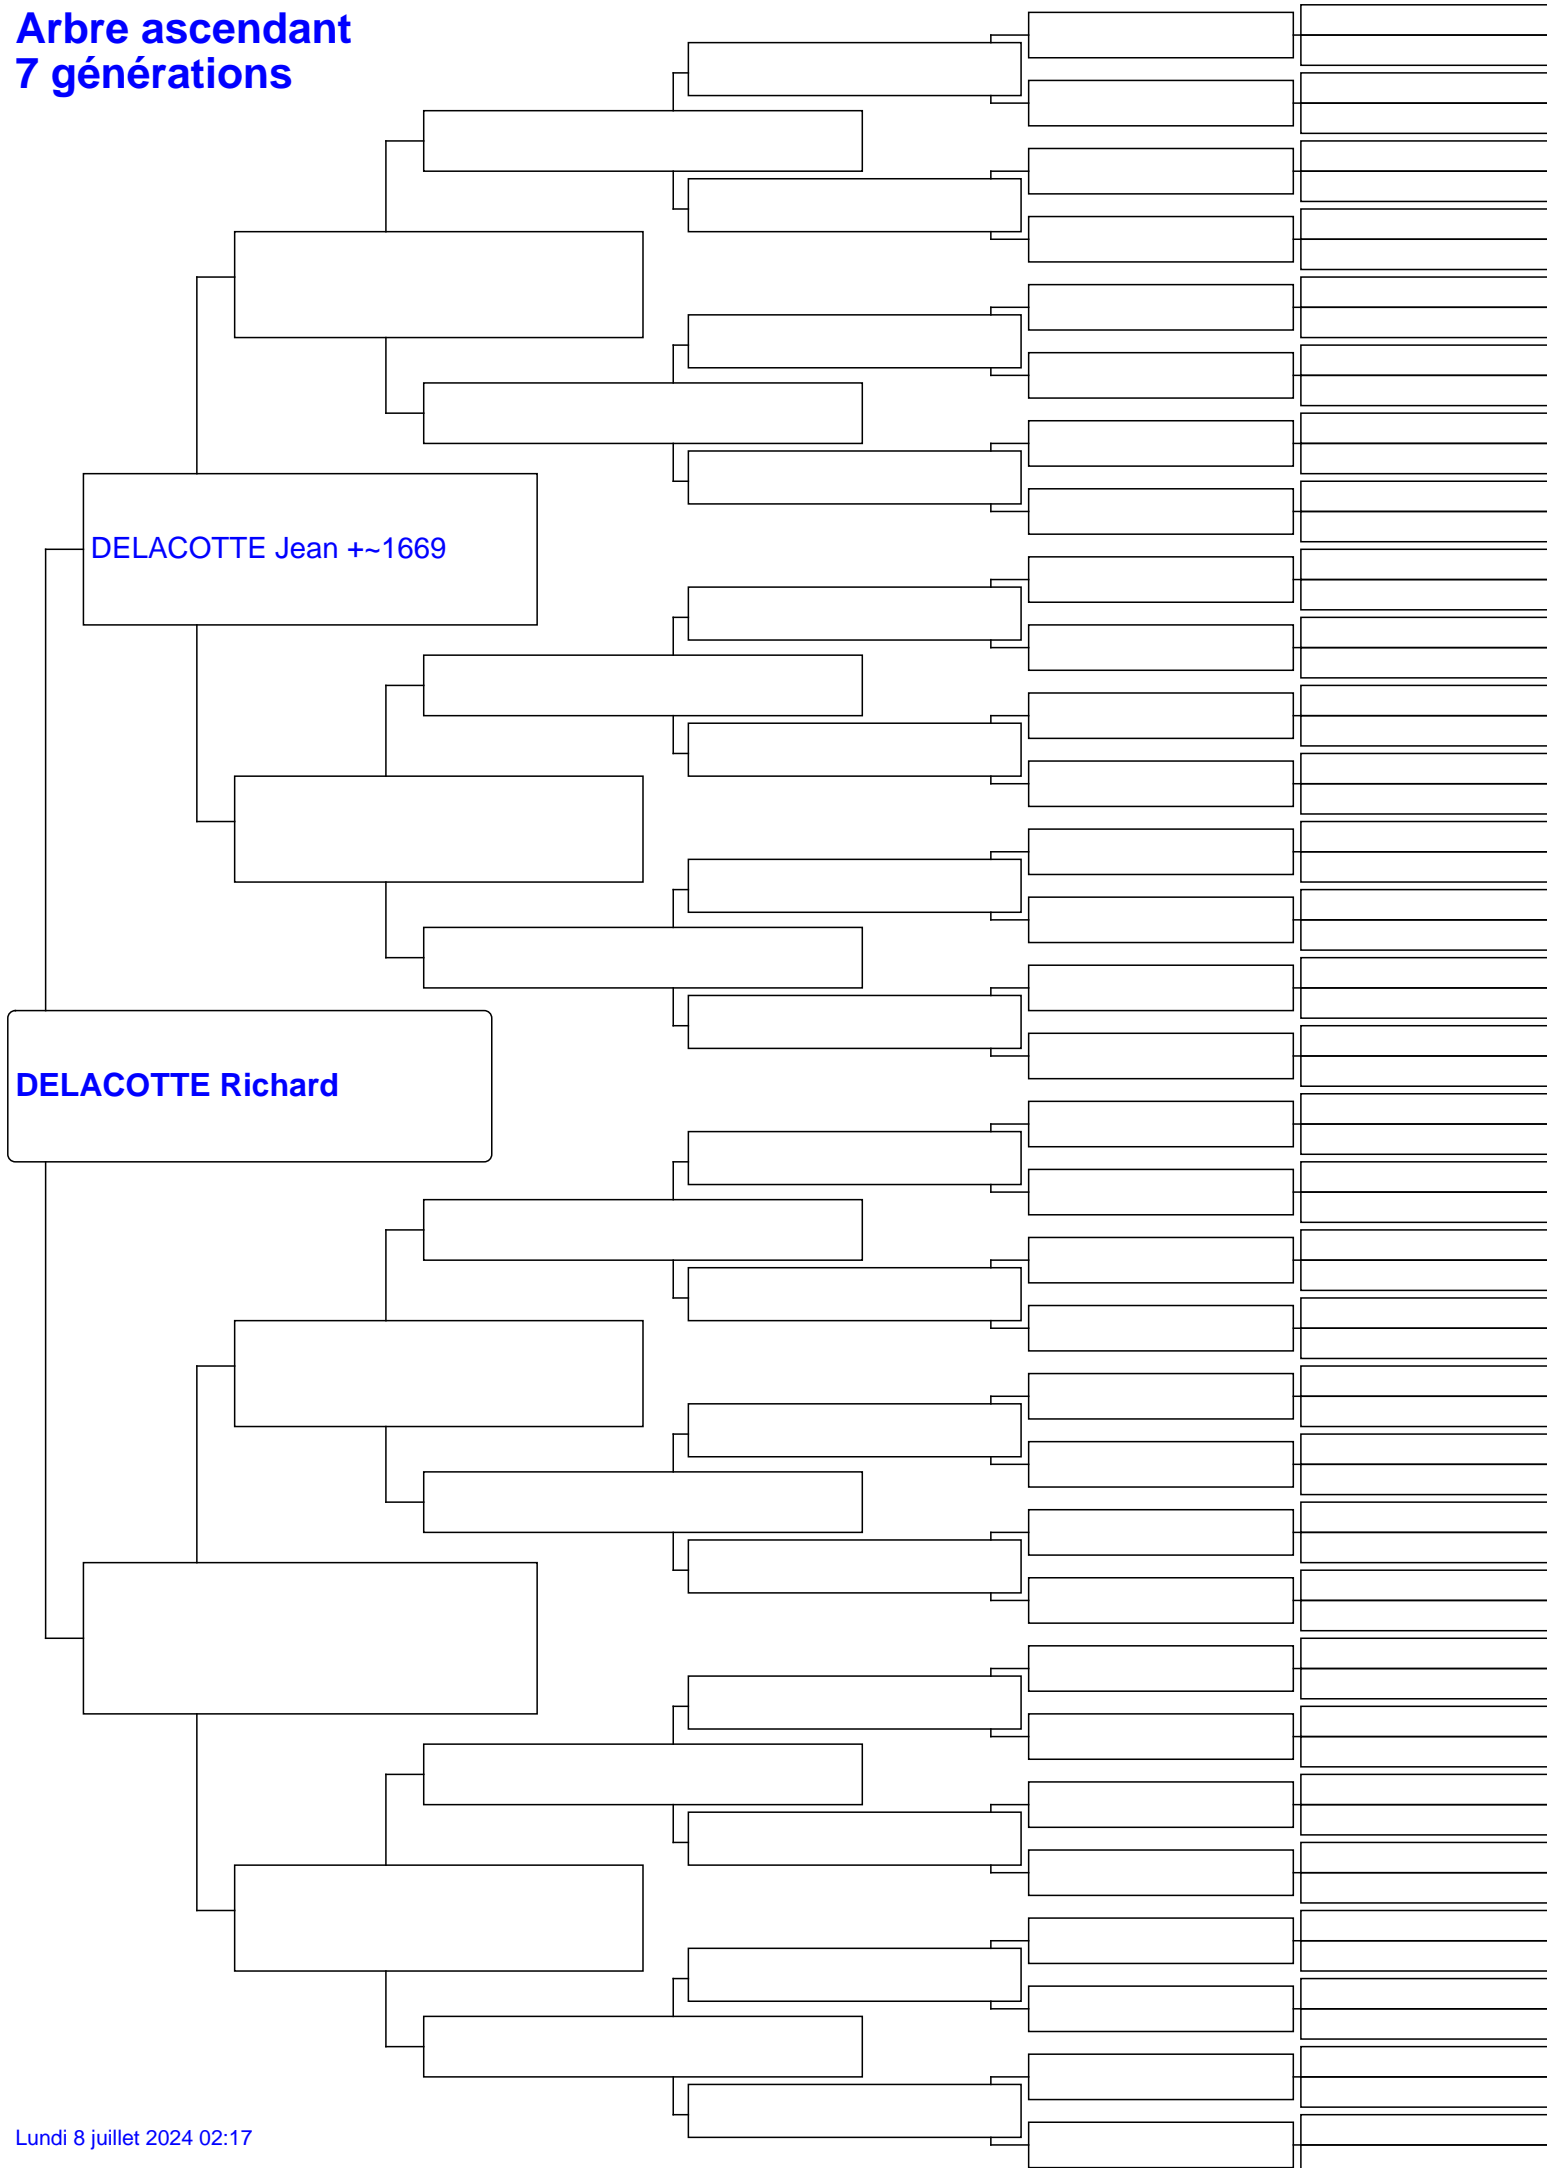 Arbre ascendant
7 générations
DELACOTTE Jean +~1669
DELACOTTE Richard
Lundi 8 juillet 2024 02:17